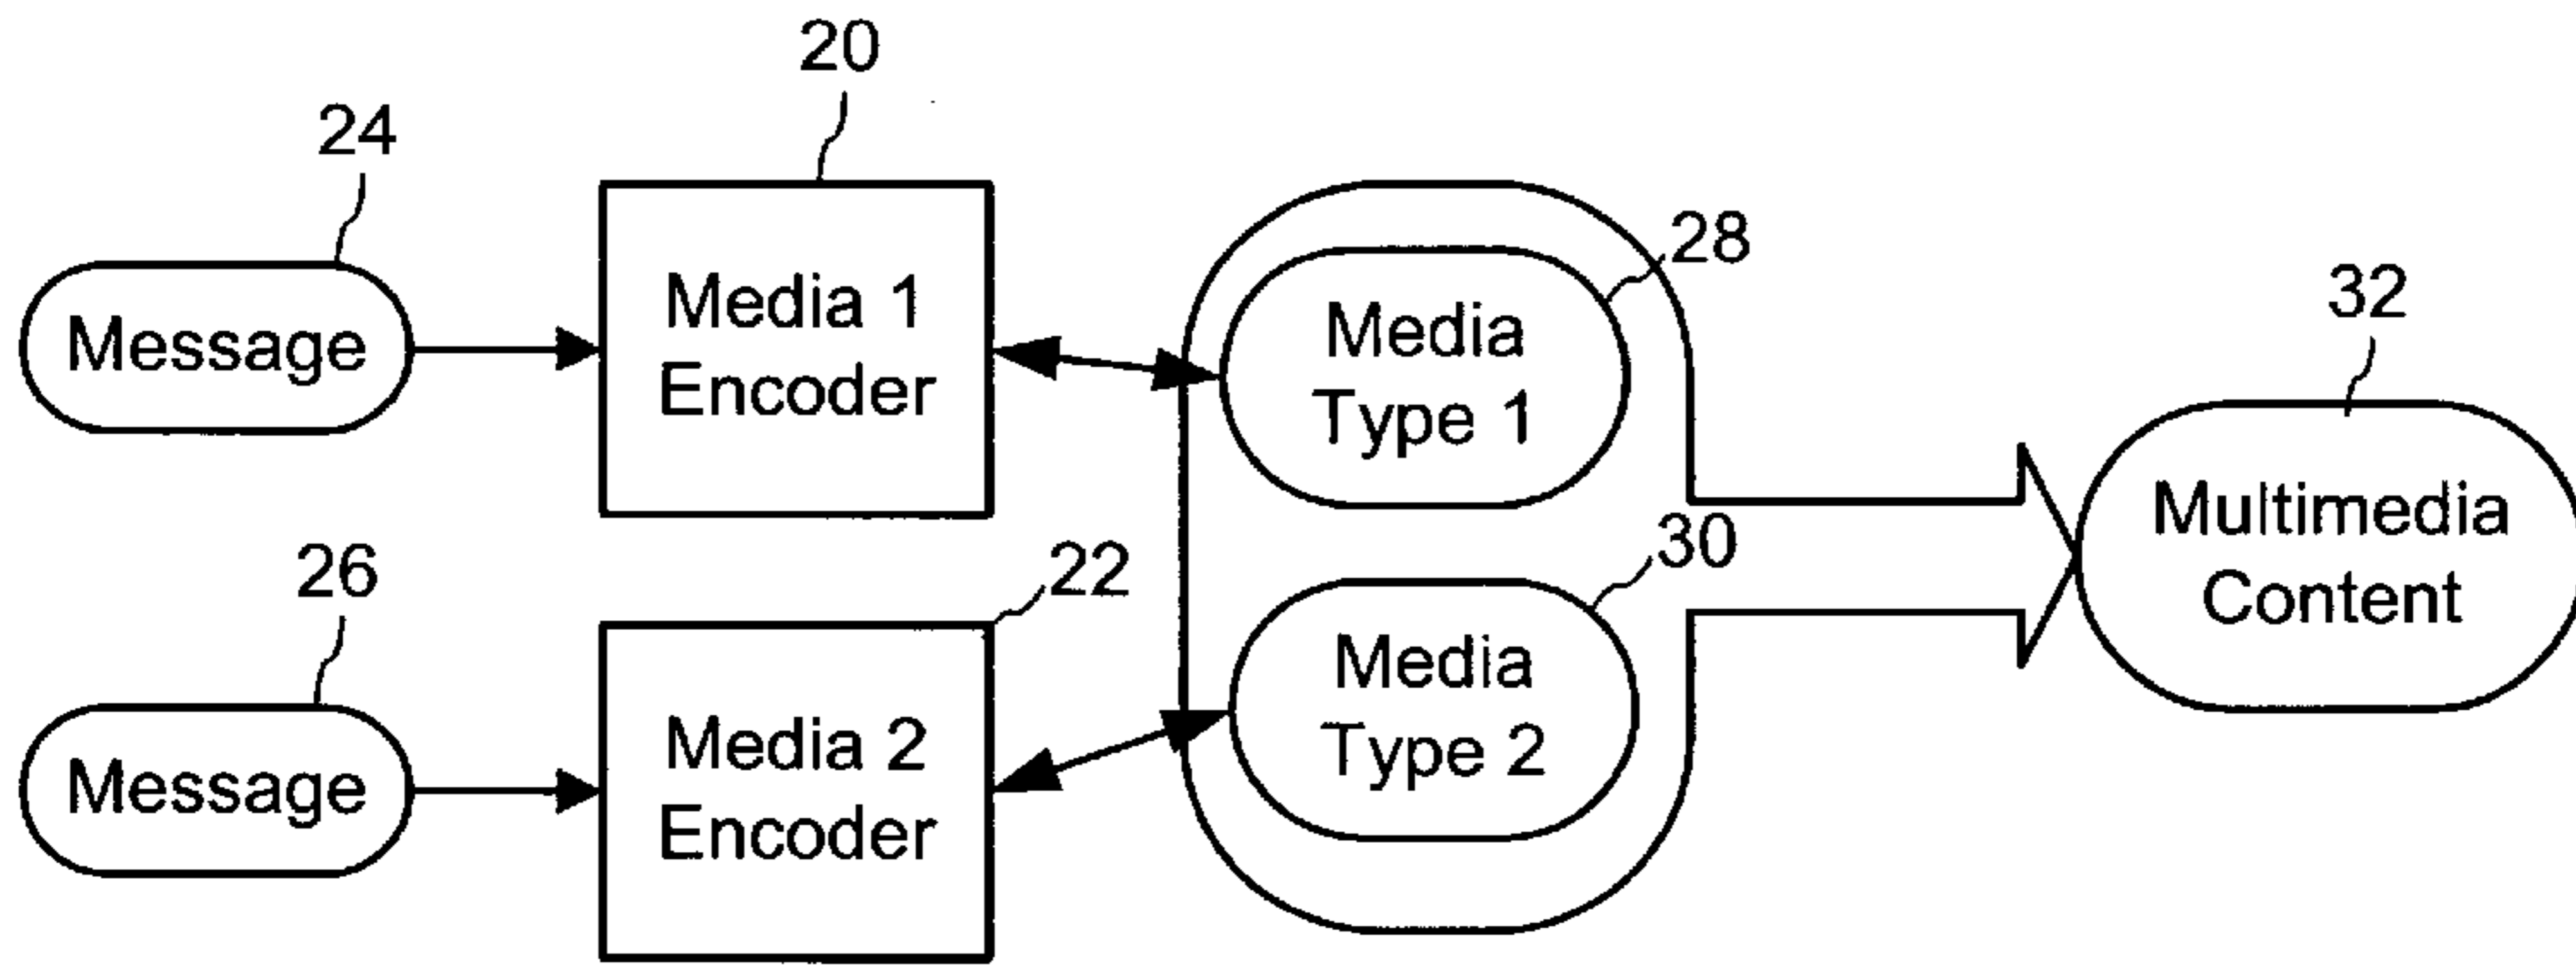 20
24
Message
Media 1
Encoder
28
Media
Type 1
32
Multimedia
Content
26
Message
22
Media 2
Encoder
30
Media
Type 2